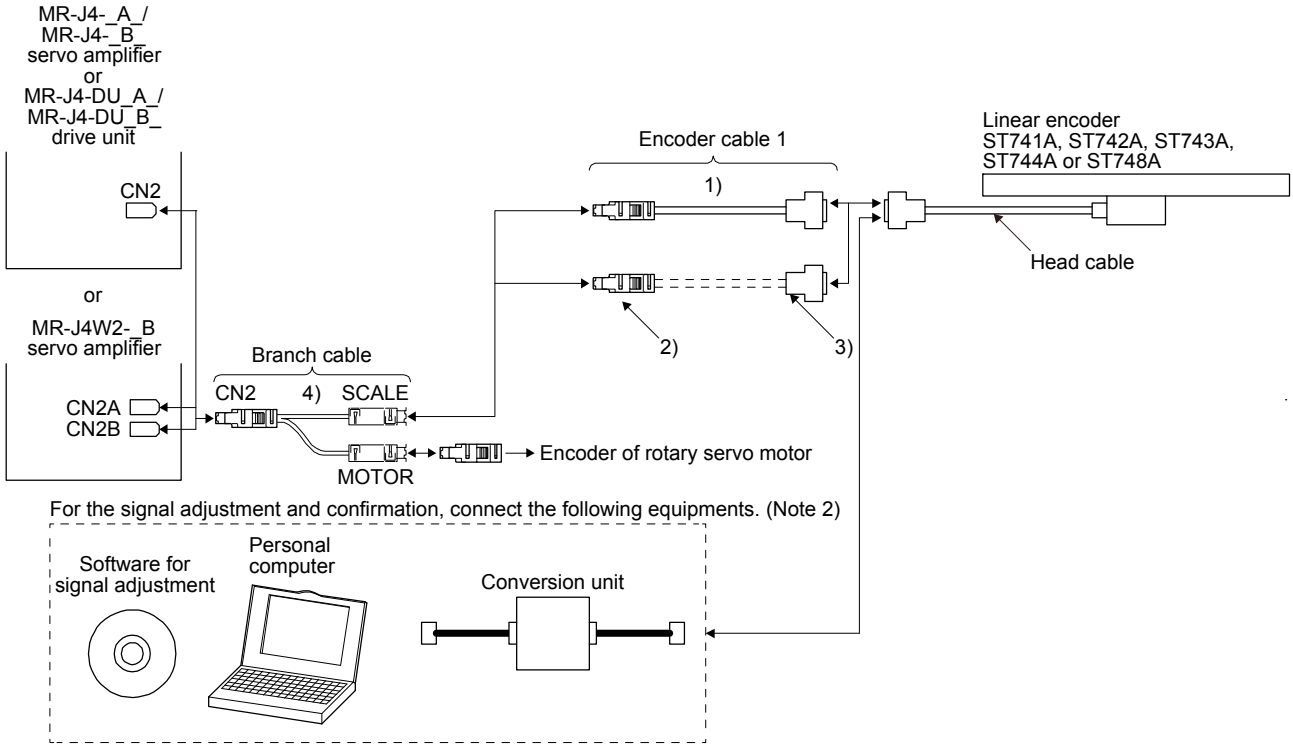 MR-J4-_A_/
MR-J4-_B_
servo amplifier
or
MR-J4-DU_A_/
MR-J4-DU_B_
drive unit
CN2
or
MR-J4W2-_B
servo amplifier
CN2A
CN2B
Branch cable
CN2
4)
SCALE
MOTOR
Encoder of rotary servo motor
Encoder cable 1
1)
2)
3)
Linear encoder
ST741A, ST742A, ST743A,
ST744A or ST748A
Head cable
For the signal adjustment and confirmation, connect the following equipments. (Note 2)
Software for
signal adjustment
Personal
computer
Conversion unit